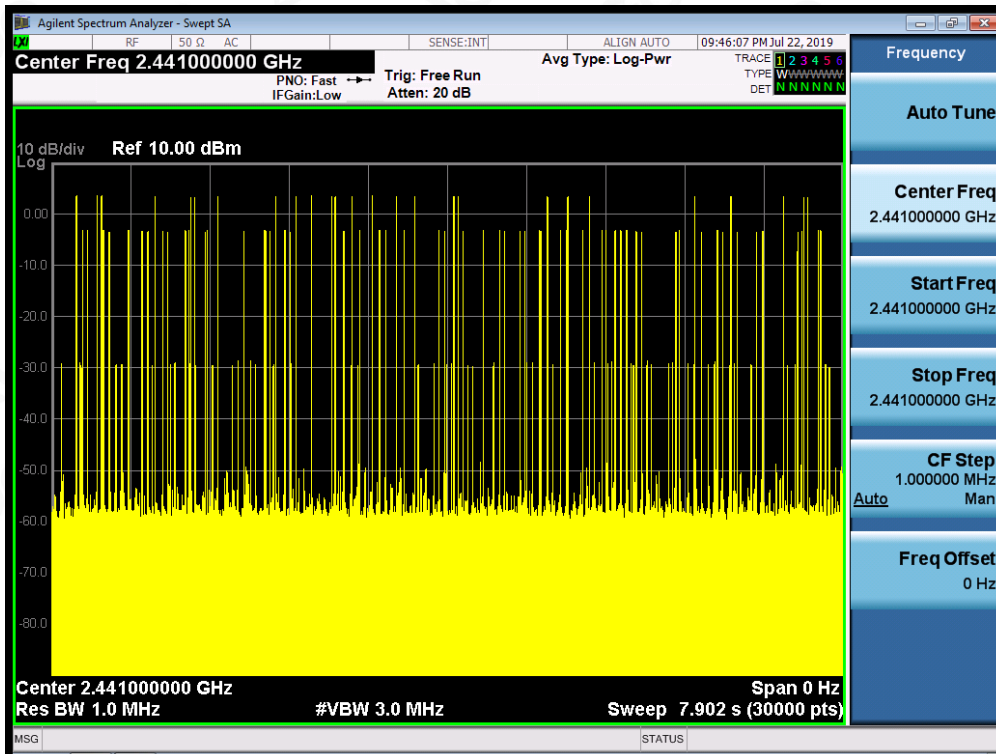 Agilent Spectrum Analyzer - Swept SA
LXI RF 50 Ω AC SENSE:INT ALIGN AUTO 09:46:07 PM Jul 22, 2019
Center Freq 2.441000000 GHz
PNO: Fast
IFGain:Low
Trig: Free Run
Atten: 20 dB
Avg Type: Log-Pwr
TRACE 1 2 3 4 5 6
TYPE WWWWWWW
DET N N N N N N
10 dB/div Ref 10.00 dBm
Log
0.00
-10.0
-20.0
-30.0
-40.0
-50.0
-60.0
-70.0
-80.0
Center 2.441000000 GHz Span 0 Hz
Res BW 1.0 MHz #VBW 3.0 MHz Sweep 7.902 s (30000 pts)
MSG STATUS
Frequency
Auto Tune
Center Freq
2.441000000 GHz
Start Freq
2.441000000 GHz
Stop Freq
2.441000000 GHz
CF Step
1.000000 MHz
Auto Man
Freq Offset
0 Hz